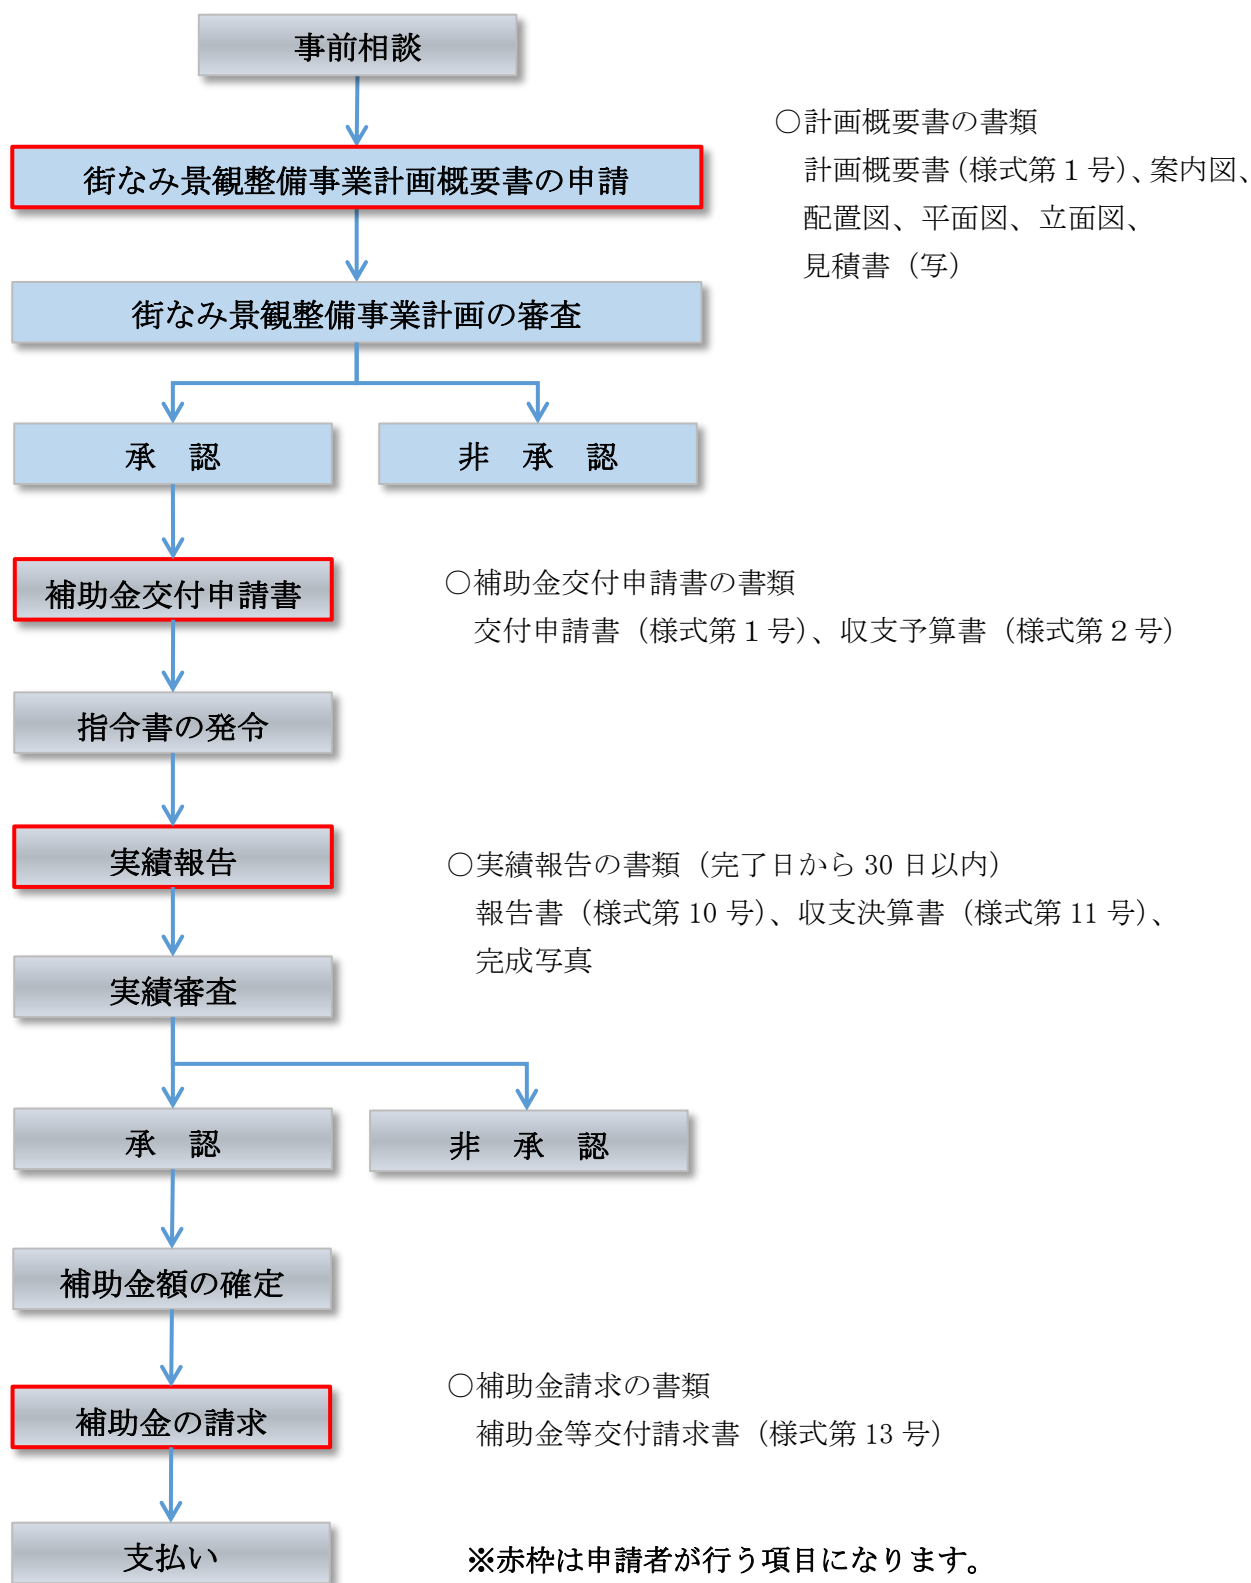 事前相談
街なみ景観整備事業計画概要書の申請
○計画概要書の書類
計画概要書（様式第１号）、案内図、
配置図、平面図、立面図、
見積書（写）
街なみ景観整備事業計画の審査
承　認
非　承　認
補助金交付申請書
○補助金交付申請書の書類
交付申請書（様式第１号）、収支予算書（様式第２号）
指令書の発令
実績報告
○実績報告の書類（完了日から 30 日以内）
報告書（様式第 10 号）、収支決算書（様式第 11 号）、
完成写真
実績審査
承　認
非　承　認
補助金額の確定
補助金の請求
○補助金請求の書類
補助金等交付請求書（様式第 13 号）
支払い
※赤枠は申請者が行う項目になります。